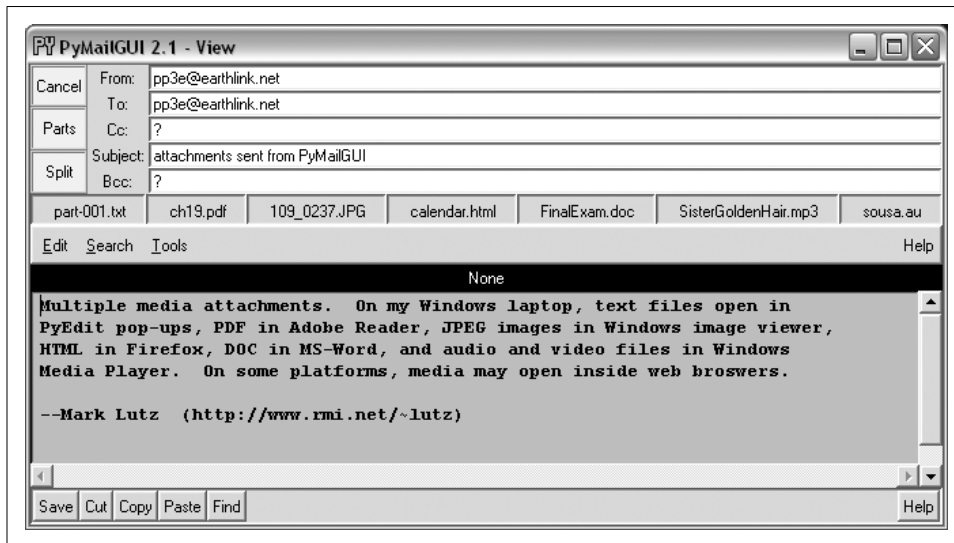 PyMailGUI 2.1 - View
Cancel
From: pp3e@earthlink.net
To: pp3e@earthlink.net
Parts
Cc: ?
Subject: attachments sent from PyMailGUI
Split
Bcc: ?
part-001.txt ch19.pdf 109_0237.JPG calendar.html FinalExam.doc SisterGoldenHair.mp3 sousa.au
Edit Search Tools Help
None
Multiple media attachments. On my Windows laptop, text files open in
PyEdit pop-ups, PDF in Adobe Reader, JPEG images in Windows image viewer,
HTML in Firefox, DOC in MS-Word, and audio and video files in Windows
Media Player. On some platforms, media may open inside web broswers.
--Mark Lutz (http://www.rmi.net/~lutz)
Save Cut Copy Paste Find Help